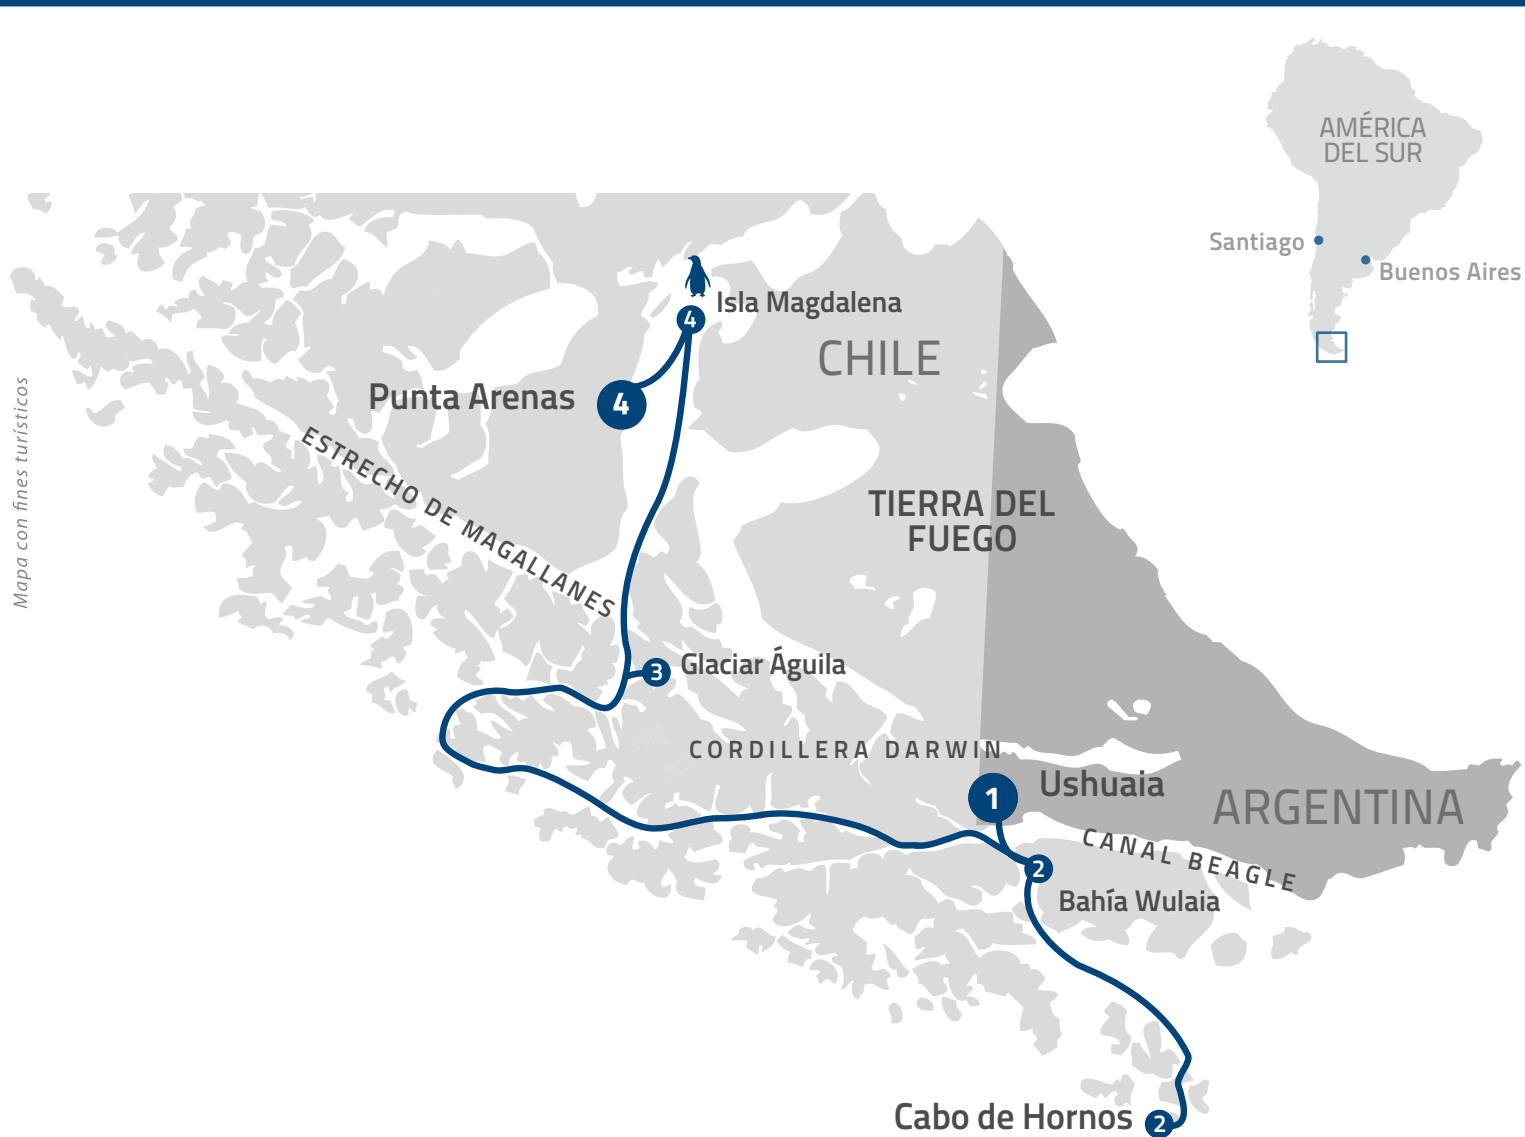 AMÉRICA
DEL SUR
Santiago
Buenos Aires
Isla Magdalena
4
CHILE
Punta Arenas
4
Mapa con fines turísticos
ESTRECHO DE MAGALLANES
TIERRA DEL
FUEGO
3
Glaciar Águila
CORDILLERA DARWIN
1
Ushuaia
ARGENTINA
CANAL BEAGLE
2
Bahía Wulaia
Cabo de Hornos
2